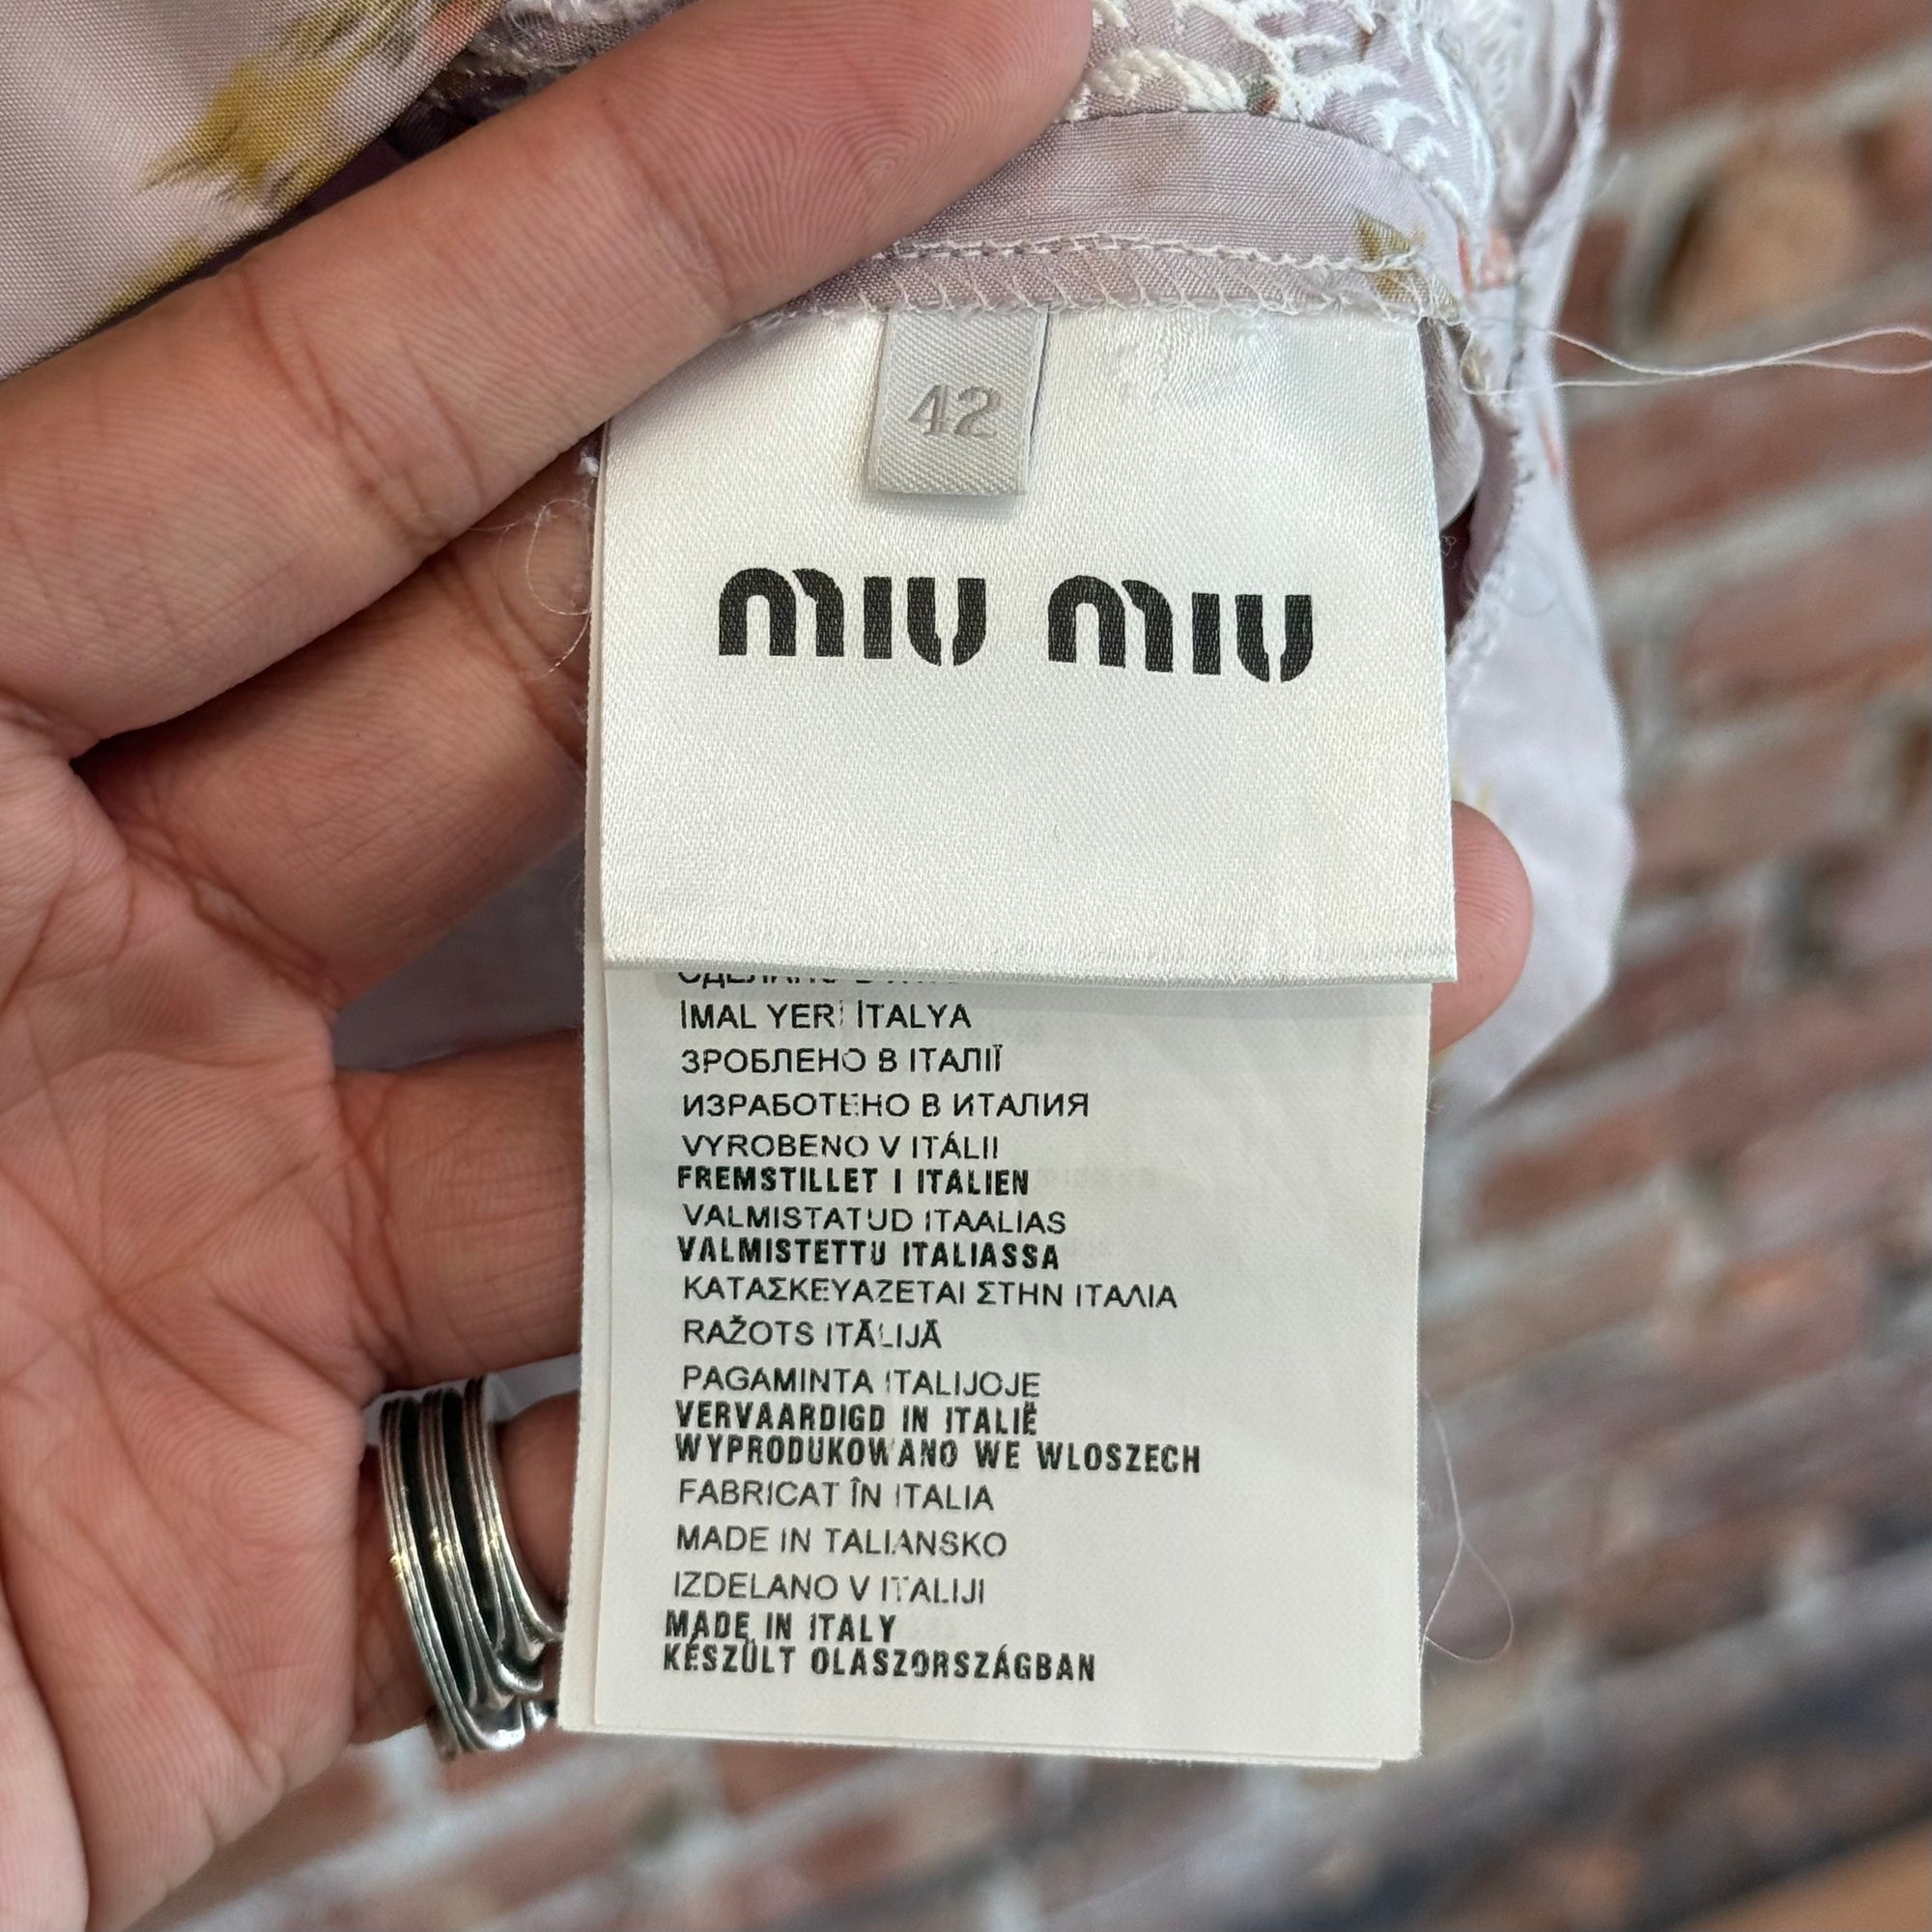 42
miu miu
İMAL YERİ İTALYA
ЗРОБЛЕНО В ІТАЛІЇ
ИЗРАБОТЕНО В ИТАЛИЯ
VYROBENO V ITÁLII
FREMSTILLET I ITALIEN
VALMISTATUD ITAALIAS
VALMISTETTU ITALIASSA
ΚΑΤΑΣΚΕΥΑΖΕΤΑΙ ΣΤΗΝ ΙΤΑΛΙΑ
RAŽOTS ITĀLIJĀ
PAGAMINTA ITALIJOJE
VERVAARDIGD IN ITALIË
WYPRODUKOWANO WE WLOSZECH
FABRICAT ÎN ITALIA
MADE IN TALIANSKO
IZDELANO V ITALIJI
MADE IN ITALY
KÉSZÜLT OLASZORSZÁGBAN